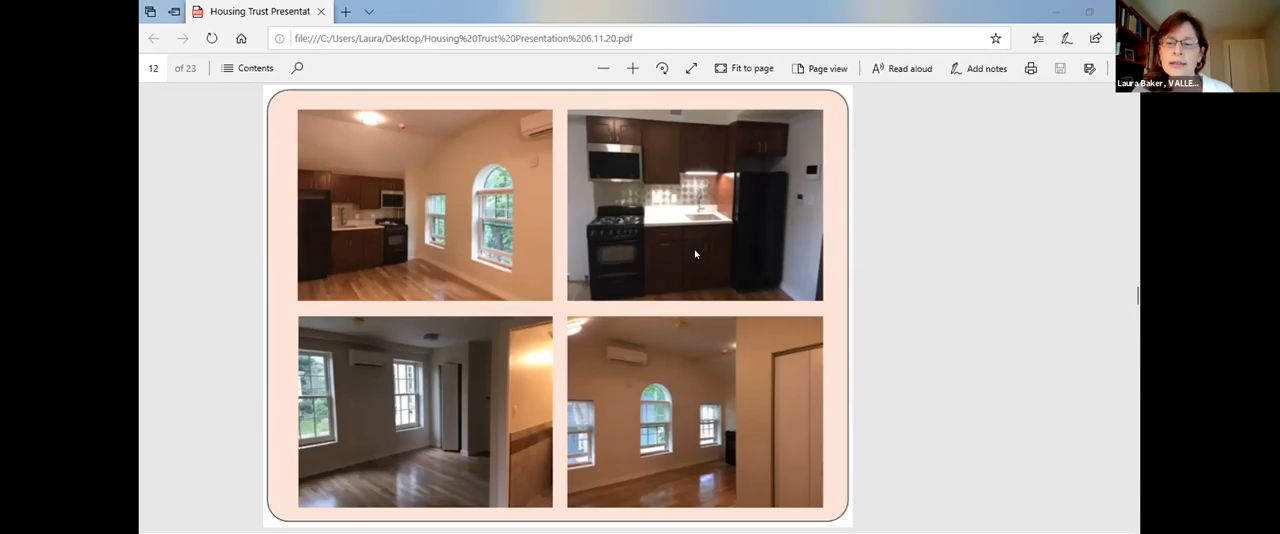 Housing Trust Presentat
file:///C:/Users/Laura/Desktop/Housing%20Trust%20Presentation%206.11.20.pdf
12 of 23 Contents Fit to page Page view Read aloud Add notes
Laura Baker, VALLE...